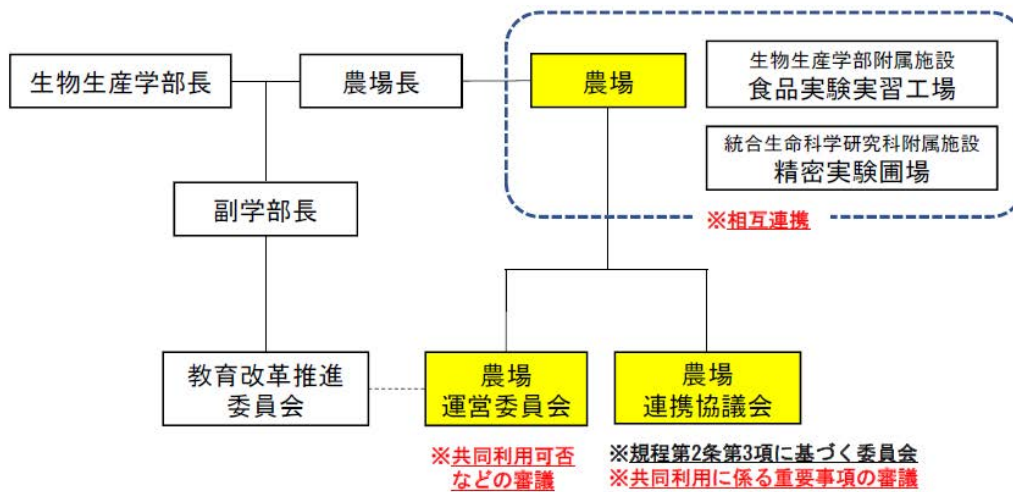 生物生産学部長
農場長
農場
生物生産学部附属施設
食品実験実習工場
統合生命科学研究科附属施設
精密実験圃場
副学部長
※相互連携
教育改革推進
委員会
農場
運営委員会
農場
連携協議会
※共同利用可否
などの審議
※規程第2条第3項に基づく委員会
※共同利用に係る重要事項の審議